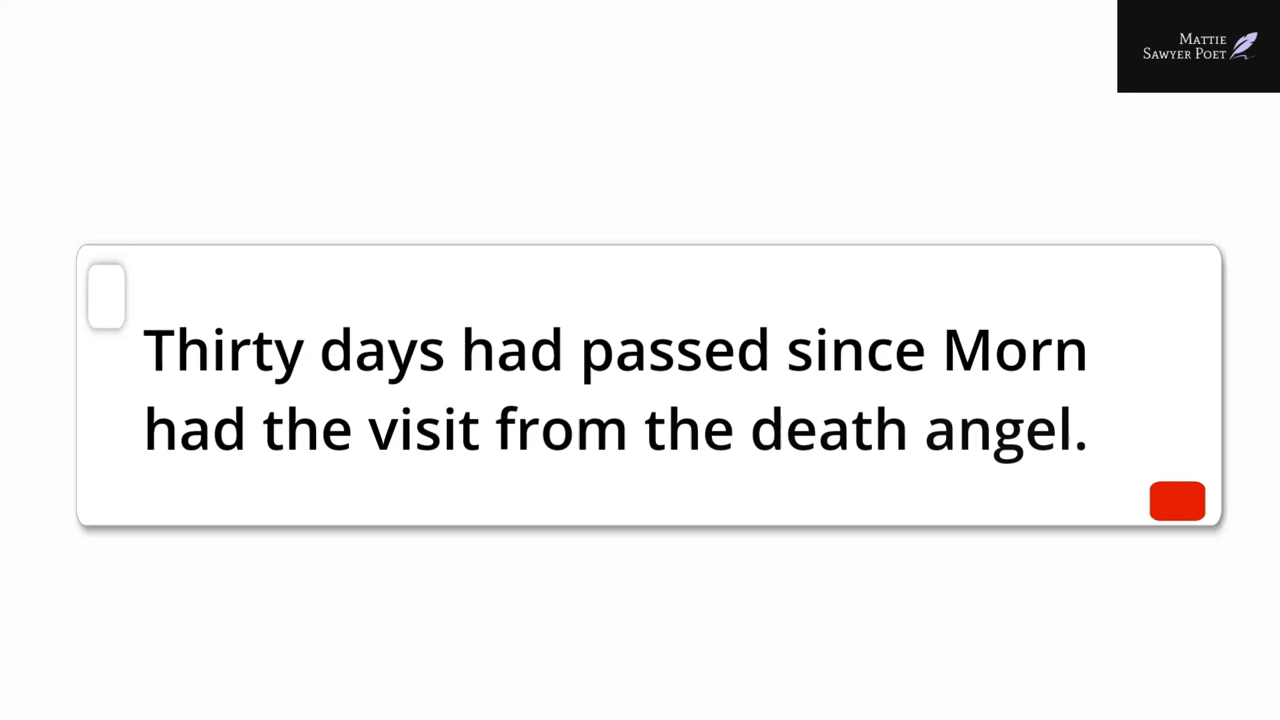 Mattie
Sawyer Poet
Thirty days had passed since Morn
had the visit from the death angel.